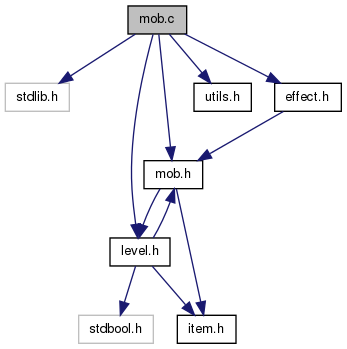 mob.c
stdlib.h
utils.h
effect.h
mob.h
level.h
stdbool.h
item.h